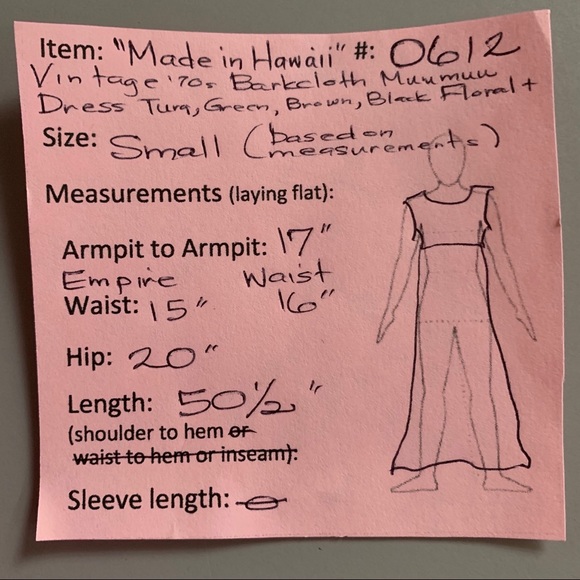 Item: "Made in Hawaii" #: 0612
Vintage '70s Barkcloth Muumuu
Dress Turq, Green, Brown, Black Floral +
Size: Small (based on measurements)
Measurements (laying flat):
Armpit to Armpit: 17"
Empire Waist
Waist: 15" 16"
Hip: 20"
Length: 50½"
(shoulder to hem or
waist to hem or inseam):
Sleeve length: 0